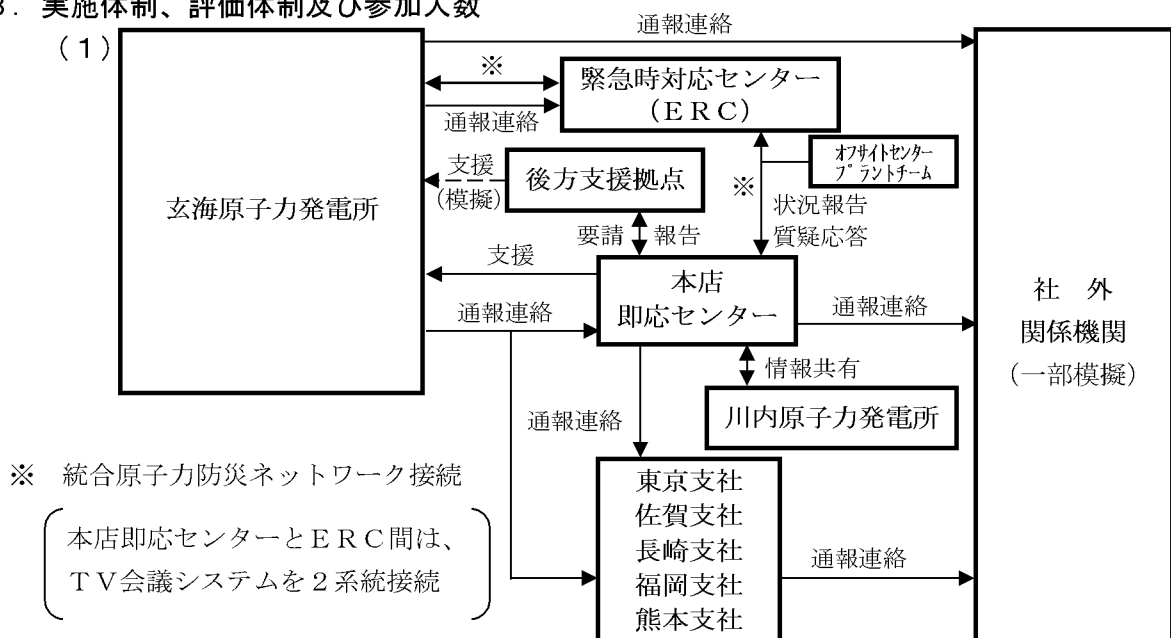 ３．実施体制、評価体制及び参加人数
（１）
通報連絡
玄海原子力発電所
※
通報連絡
緊急時対応センター
（ＥＲＣ）
オフサイトセンター
プラントチーム
支援
(模擬)
後方支援拠点
※
状況報告
質疑応答
要請
報告
支援
本店
即応センター
通報連絡
通報連絡
社　外
関係機関
（一部模擬）
情報共有
川内原子力発電所
通報連絡
※　統合原子力防災ネットワーク接続
本店即応センターとＥＲＣ間は、
ＴＶ会議システムを２系統接続
東京支社
佐賀支社
長崎支社
福岡支社
熊本支社
通報連絡